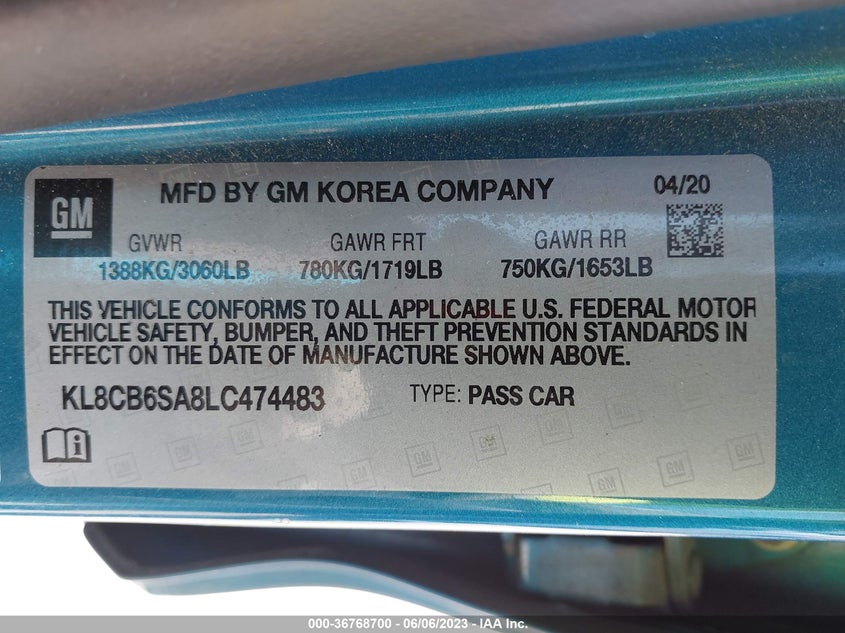 GM
MFD BY GM KOREA COMPANY
04/20
GVWR GAWR FRT GAWR RR
1388KG/3060LB 780KG/1719LB 750KG/1653LB
THIS VEHICLE CONFORMS TO ALL APPLICABLE U.S. FEDERAL MOTOR
VEHICLE SAFETY, BUMPER, AND THEFT PREVENTION STANDARDS IN
EFFECT ON THE DATE OF MANUFACTURE SHOWN ABOVE.
KL8CB6SA8LC474483 TYPE: PASS CAR
000-36768700 - 06/06/2023 - IAA Inc.